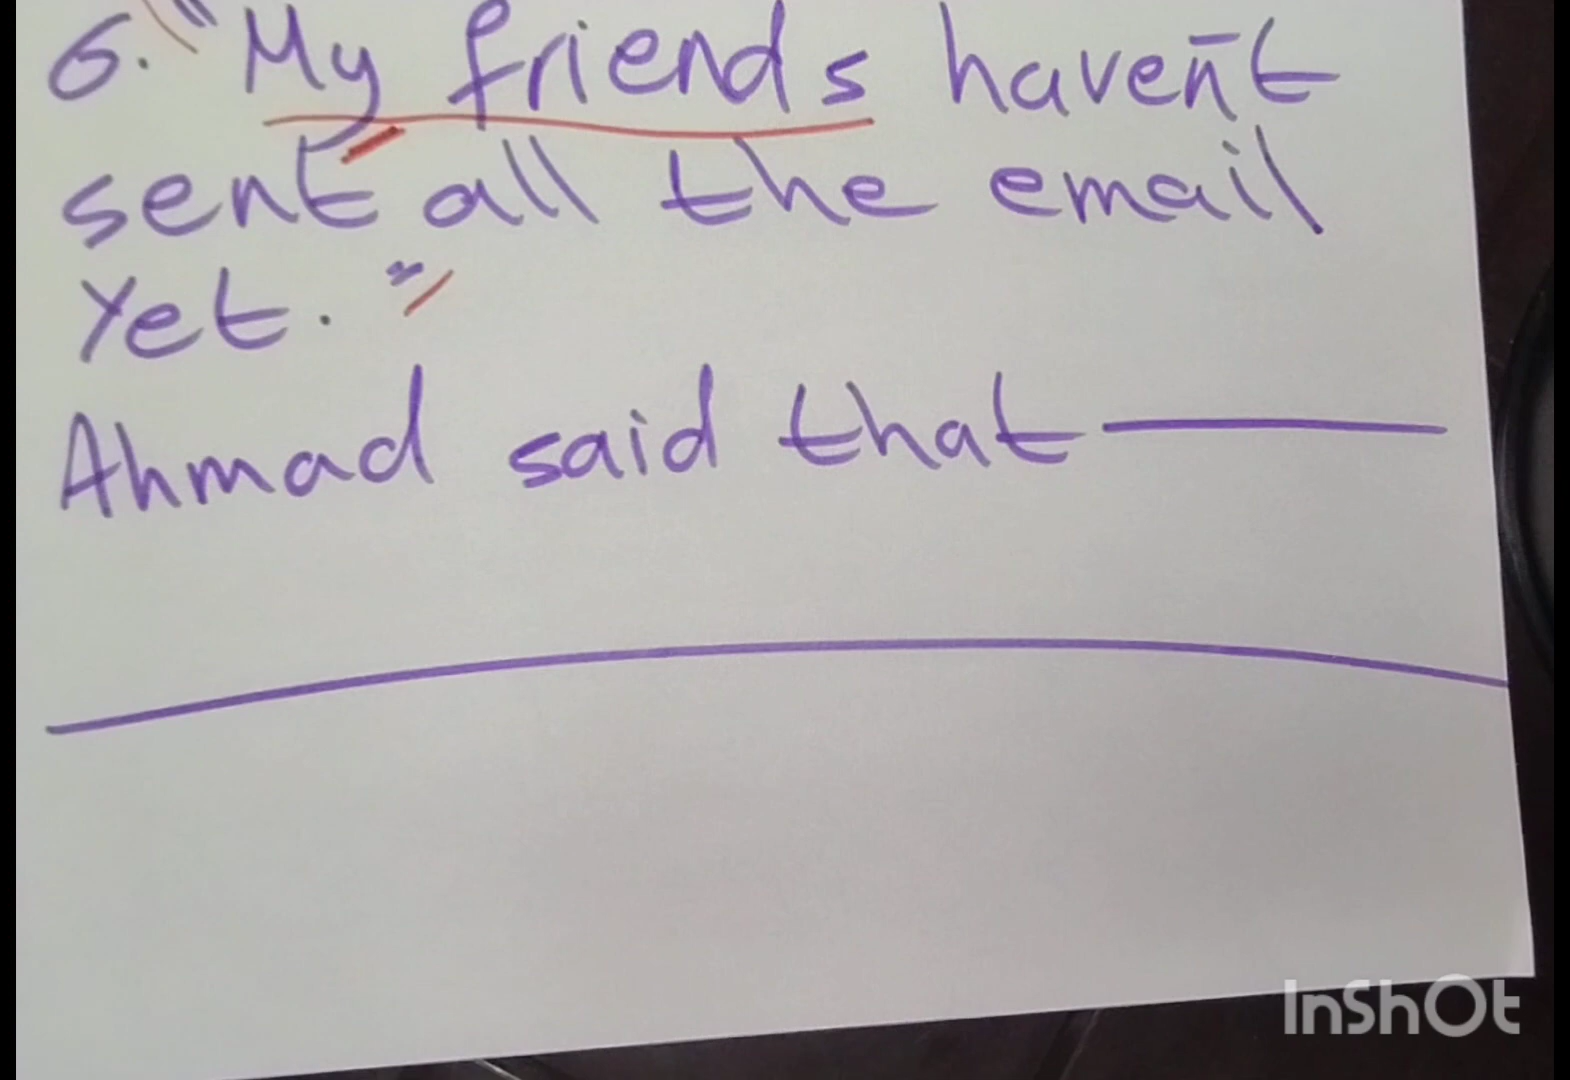 6. "My friends haven't
sent all the email
Yet."
Ahmad said that
InShOt